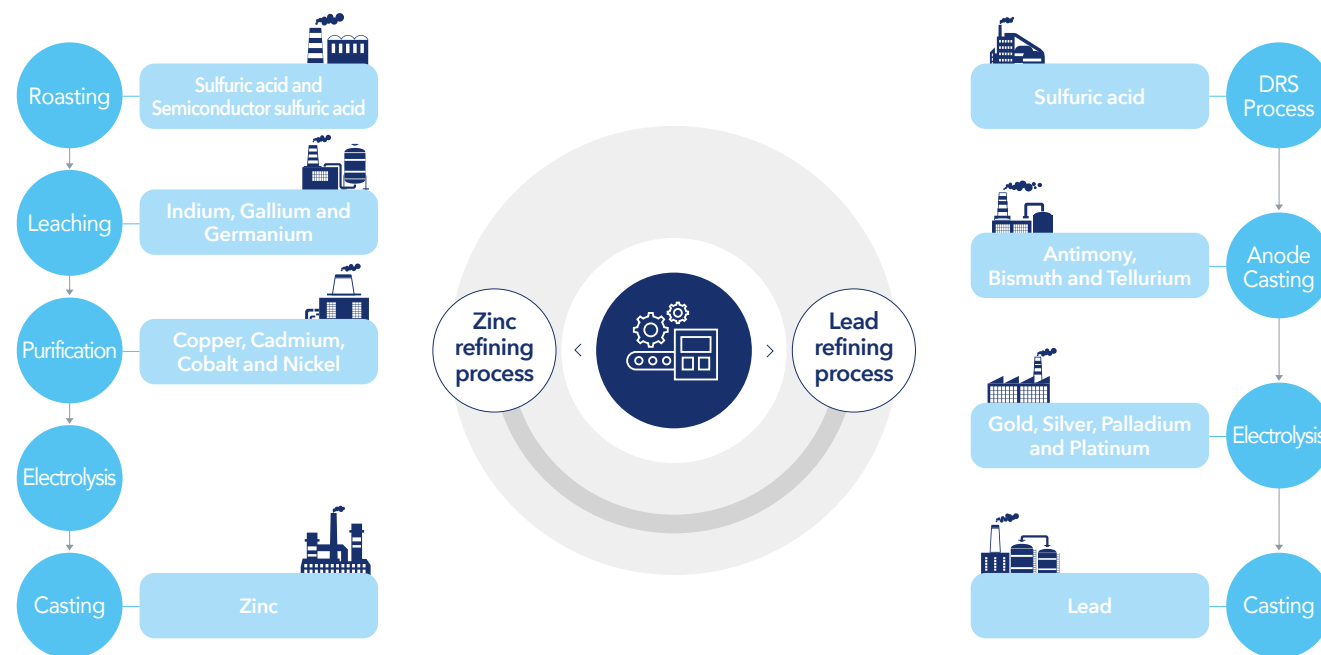 Roasting
Sulfuric acid and
Semiconductor sulfuric acid
Leaching
Indium, Gallium and
Germanium
Purification
Copper, Cadmium,
Cobalt and Nickel
Electrolysis
Casting
Zinc
Zinc
refining
process
Lead
refining
process
Sulfuric acid
DRS
Process
Antimony,
Bismuth and Tellurium
Anode
Casting
Gold, Silver, Palladium
and Platinum
Electrolysis
Lead
Casting